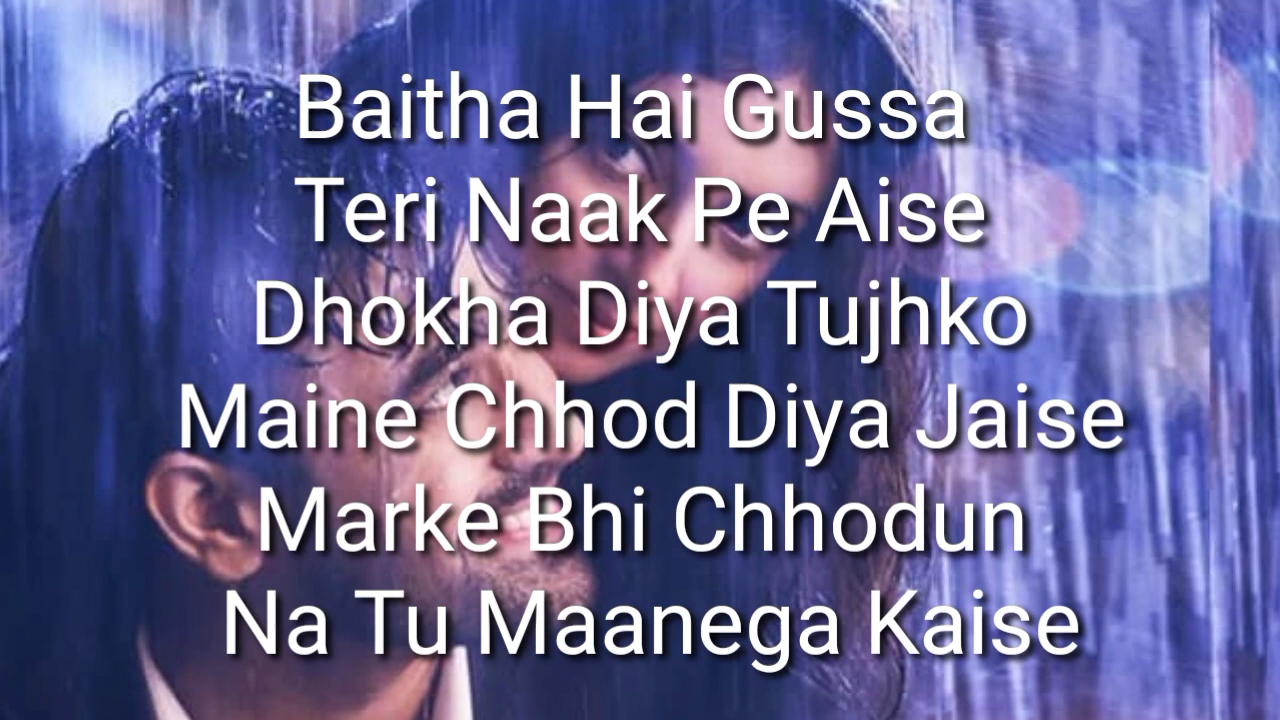 Baitha Hai Gussa
Teri Naak Pe Aise
Dhokha Diya Tujhko
Maine Chhod Diya Jaise
Marke Bhi Chhodun
Na Tu Maanega Kaise